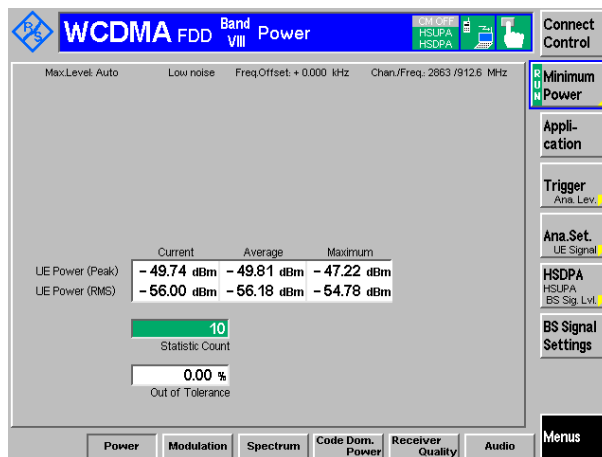 R&S
WCDMA FDD Band VIII Power
CM OFF
HSUPA
HSDPA
Connect Control
Max.Level: Auto Low noise Freq.Offset: + 0.000 kHz Chan./Freq.: 2863 /912.6 MHz
RUN
Minimum Power
Appli-
cation
Trigger
Ana. Lev.
Ana.Set.
UE Signal
HSDPA
HSUPA
BS Sig. Lvl.
BS Signal
Settings
Current Average Maximum
UE Power (Peak) - 49.74 dBm - 49.81 dBm - 47.22 dBm
UE Power (RMS) - 56.00 dBm - 56.18 dBm - 54.78 dBm
10
Statistic Count
0.00 %
Out of Tolerance
Power Modulation Spectrum Code Dom. Power Receiver Quality Audio
Menus